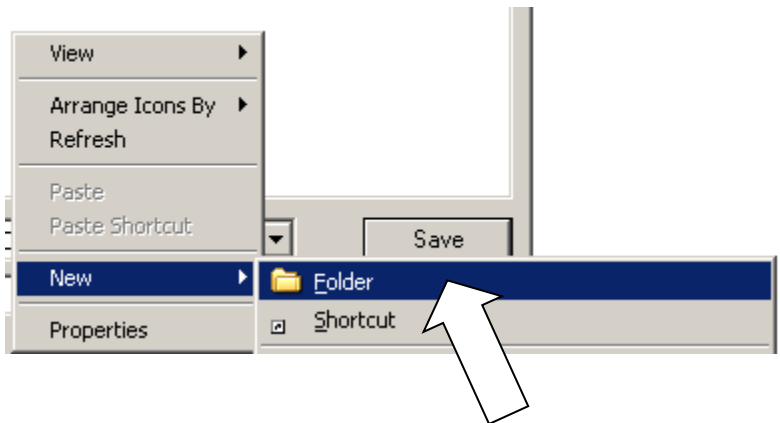 View
Arrange Icons By
Refresh
Paste
Paste Shortcut
Save
New
Folder
Shortcut
Properties